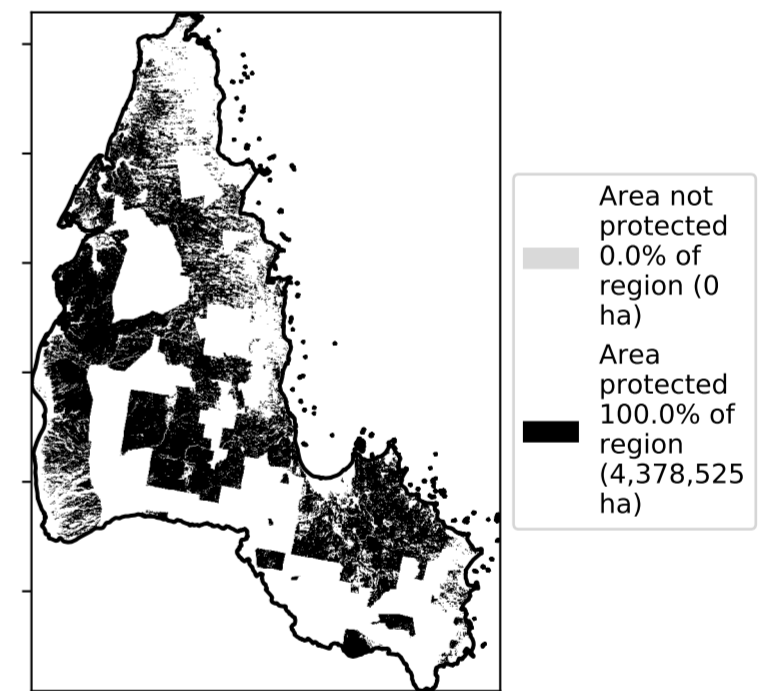 Area not
protected
0.0% of
region (0
ha)
Area
protected
100.0% of
region
(4,378,525
ha)